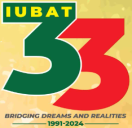 IUBAT
33
BRIDGING DREAMS AND REALITIES
1991-2024